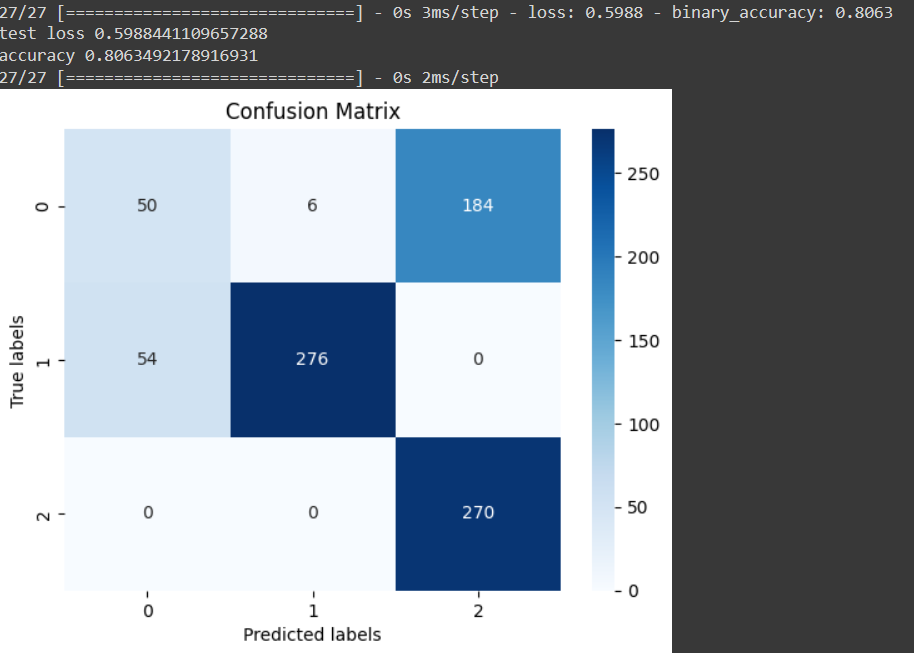 27/27 [==============================] - 0s 3ms/step - loss: 0.5988 - binary_accuracy: 0.8063
test loss 0.5988441109657288
accuracy 0.8063492178916931
27/27 [==============================] - 0s 2ms/step
Confusion Matrix
0 50 6 184
1 54 276 0
2 0 0 270
0 1 2
Predicted labels
True labels
250
200
150
100
50
0